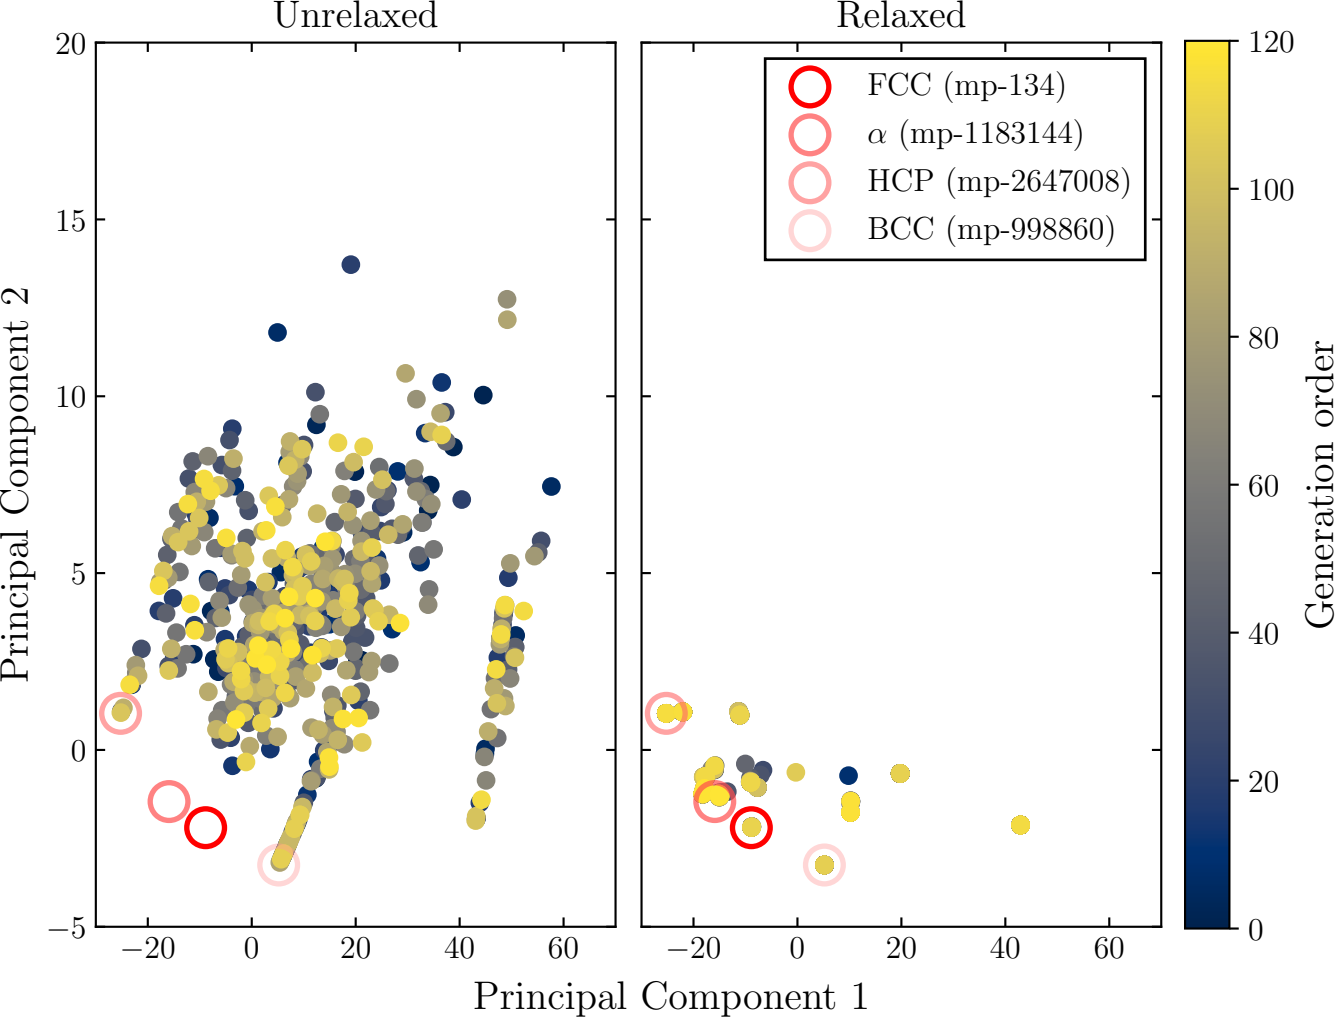 Unrelaxed
Relaxed
20
15
10
5
0
−5
Principal Component 2
−20 0 20 40 60
−20 0 20 40 60
Principal Component 1
FCC (mp-134)
α (mp-1183144)
HCP (mp-2647008)
BCC (mp-998860)
120
100
80
60
40
20
0
Generation order